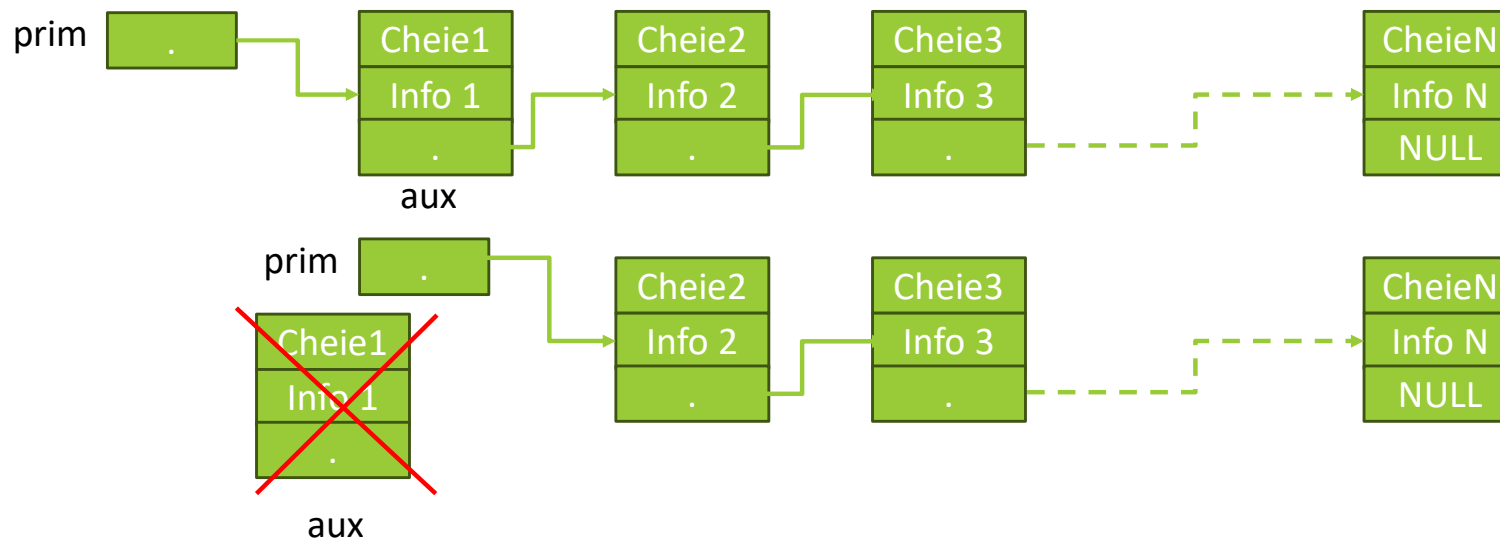 prim . Cheie1 Cheie2 Cheie3 CheieN
Info 1 Info 2 Info 3 Info N
. . . NULL
aux
prim . Cheie2 Cheie3 CheieN
Cheie1 Info 2 Info 3 Info N
Info 1 . . NULL
.
aux